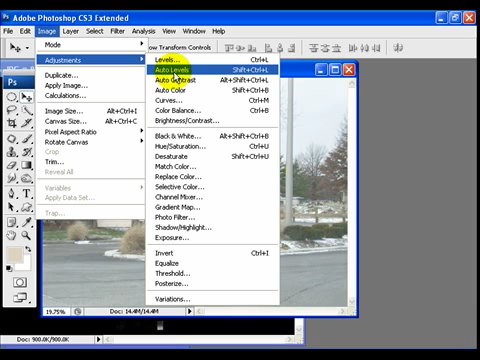 Adobe Photoshop CS3 Extended
File Edit Image Layer Select Filter Analysis View Window Help
Mode
ow Transform Controls
Adjustments
Levels... Ctrl+L
Auto Levels Shift+Ctrl+L
Auto Contrast Alt+Shift+Ctrl+L
Auto Color Shift+Ctrl+B
Curves... Ctrl+M
Color Balance... Ctrl+B
Brightness/Contrast...
Black & White... Alt+Shift+Ctrl+B
Hue/Saturation... Ctrl+U
Desaturate Shift+Ctrl+U
Match Color...
Replace Color...
Selective Color...
Channel Mixer...
Gradient Map...
Photo Filter...
Shadow/Highlight...
Exposure...
Invert Ctrl+I
Equalize
Threshold...
Posterize...
Variations...
Duplicate...
Apply Image...
Calculations...
Image Size... Alt+Ctrl+I
Canvas Size... Alt+Ctrl+C
Pixel Aspect Ratio
Rotate Canvas
Crop
Trim...
Reveal All
Variables
Apply Data Set...
Trap...
Ps
19.75% Doc: 14.4M/14.4M
Doc: 900.0K/900.0K